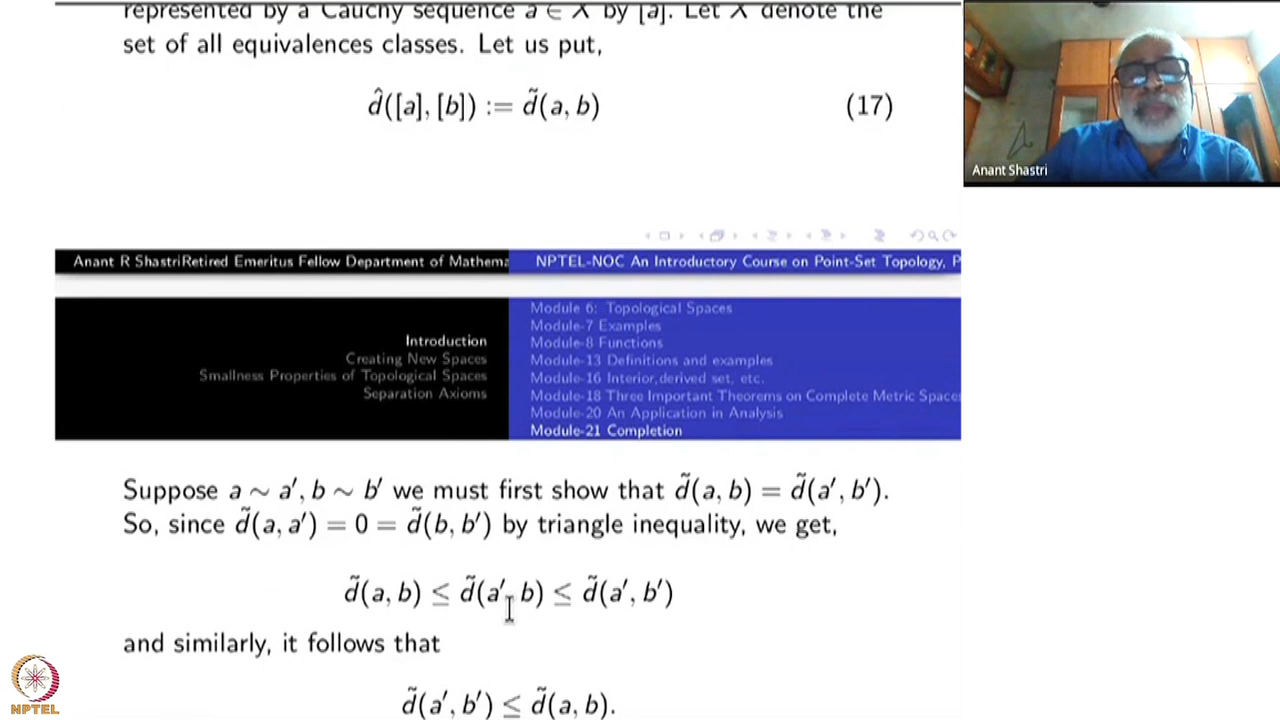 represented by a Cauchy sequence a ∈ X̃ by [a]. Let X̂ denote the
set of all equivalences classes. Let us put,
d̂([a], [b]) := d̃(a, b) (17)
Anant Shastri
Anant R ShastriRetired Emeritus Fellow Department of Mathema
NPTEL-NOC An Introductory Course on Point-Set Topology, P
Introduction
Creating New Spaces
Smallness Properties of Topological Spaces
Separation Axioms
Module 6: Topological Spaces
Module-7 Examples
Module-8 Functions
Module-13 Definitions and examples
Module-16 Interior,derived set, etc.
Module-18 Three Important Theorems on Complete Metric Space
Module-20 An Application in Analysis
Module-21 Completion
Suppose a ∼ a′, b ∼ b′ we must first show that d̃(a, b) = d̃(a′, b′).
So, since d̃(a, a′) = 0 = d̃(b, b′) by triangle inequality, we get,
d̃(a, b) ≤ d̃(a′, b) ≤ d̃(a′, b′)
and similarly, it follows that
d̃(a′, b′) ≤ d̃(a, b).
NPTEL